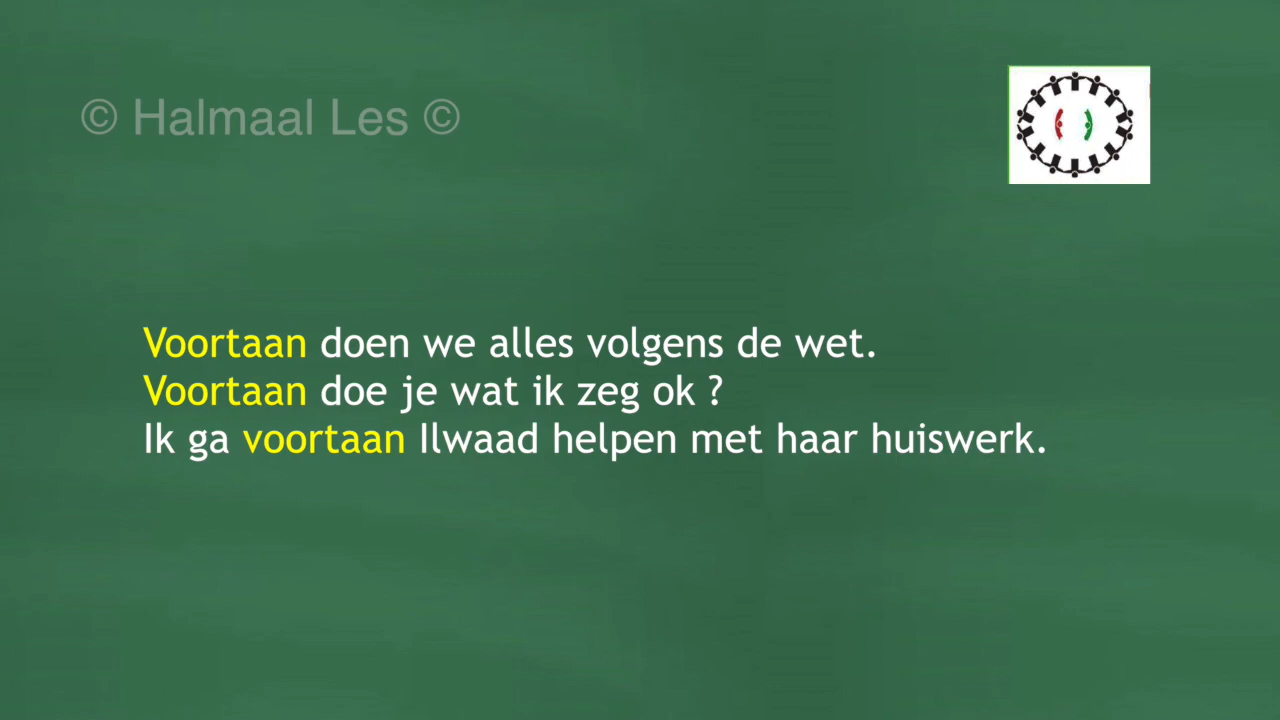 © Halmaal Les ©
Voortaan doen we alles volgens de wet.
Voortaan doe je wat ik zeg ok ?
Ik ga voortaan Ilwaad helpen met haar huiswerk.